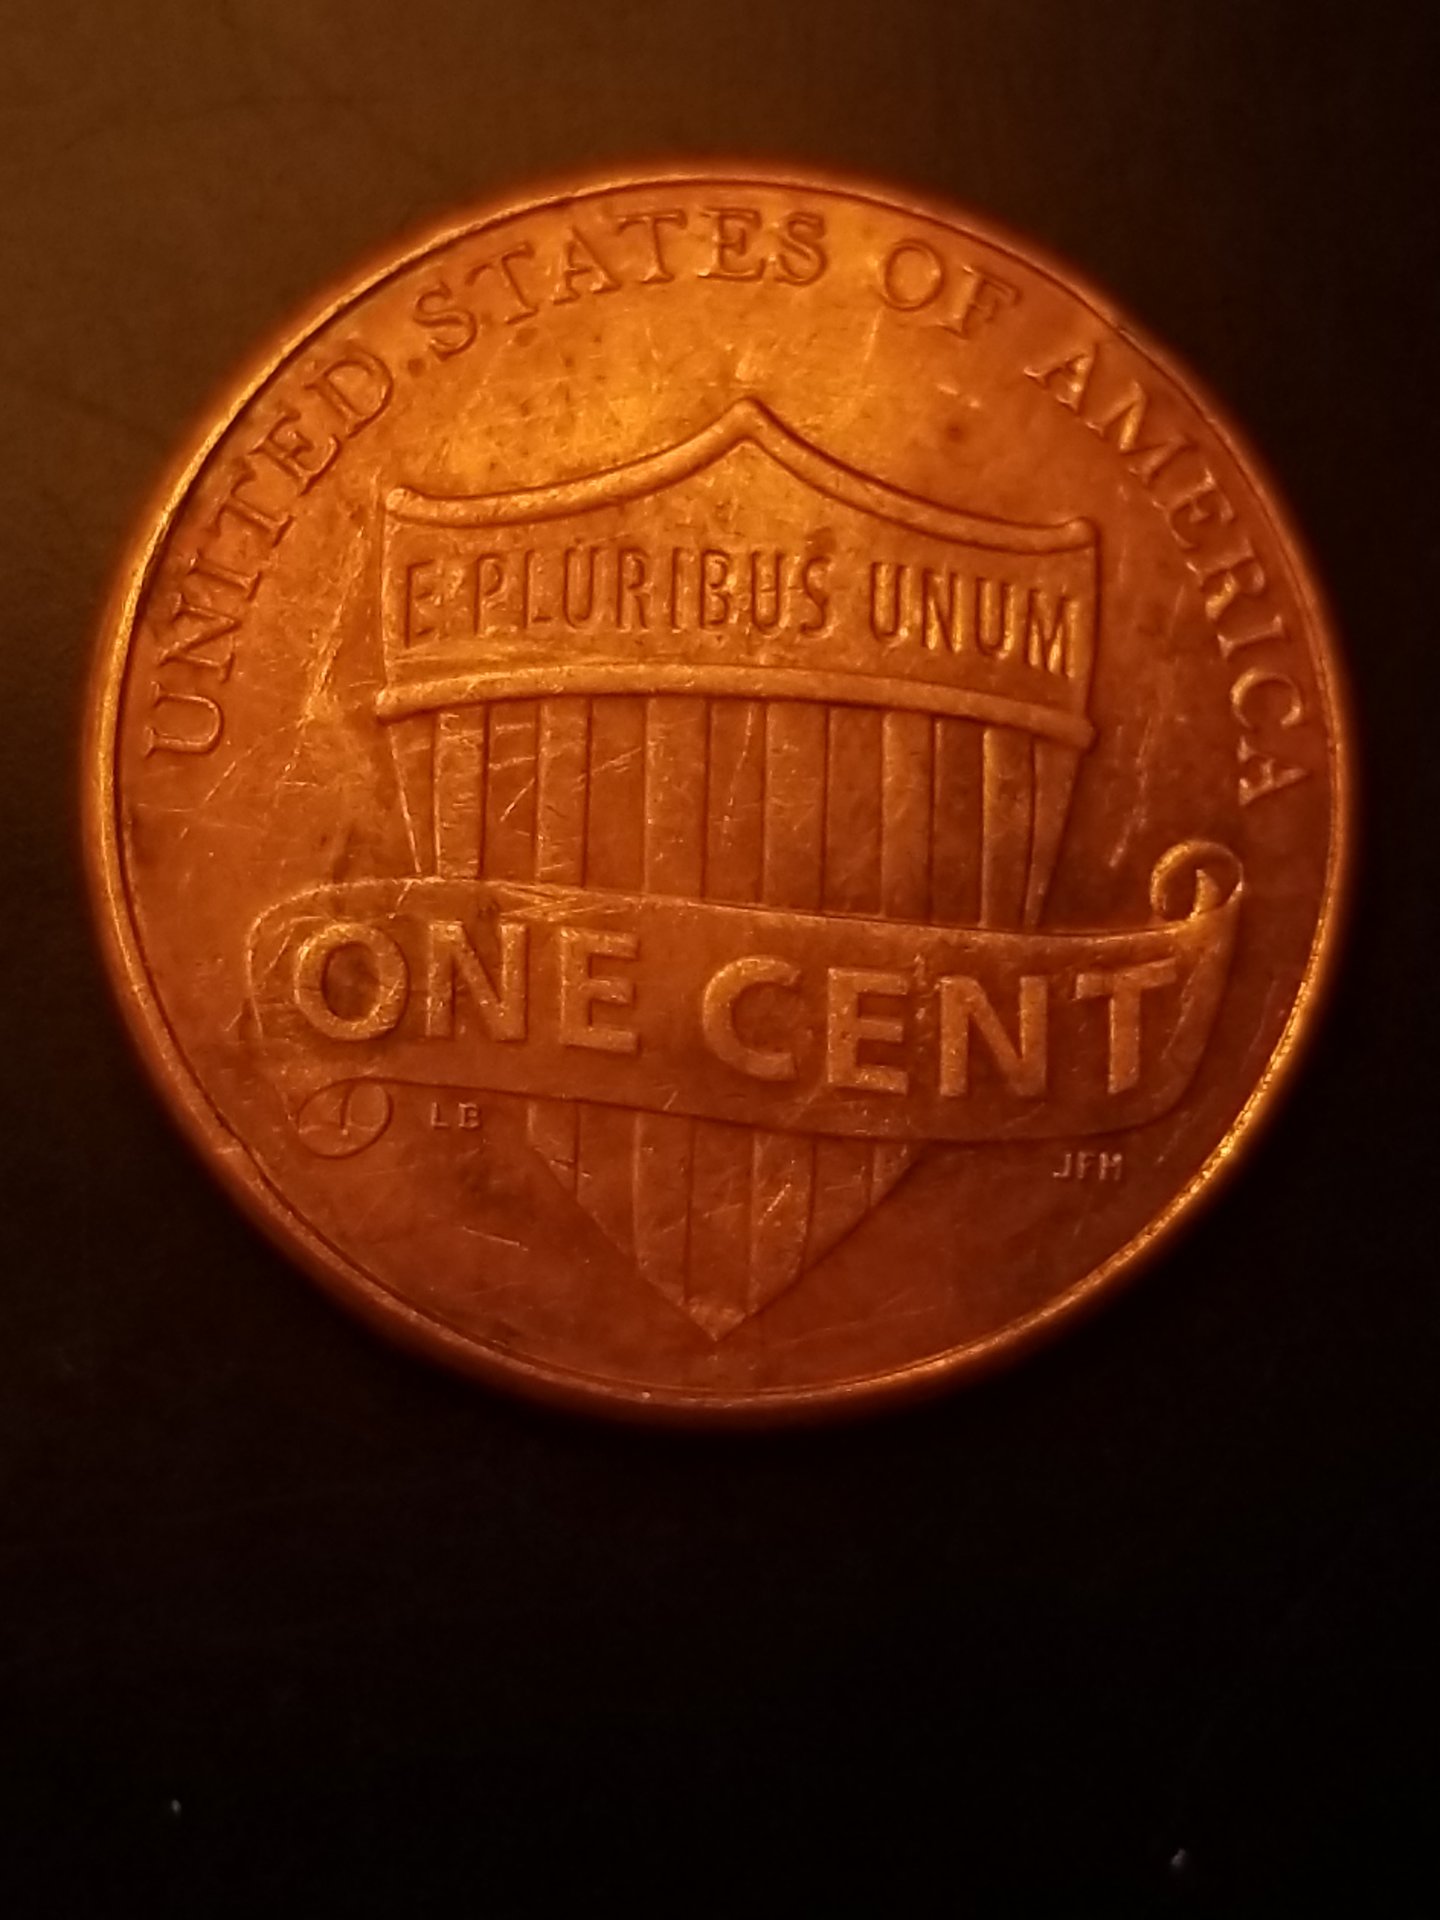 UNITED STATES OF AMERICA
E PLURIBUS UNUM
ONE CENT
LB
JFM